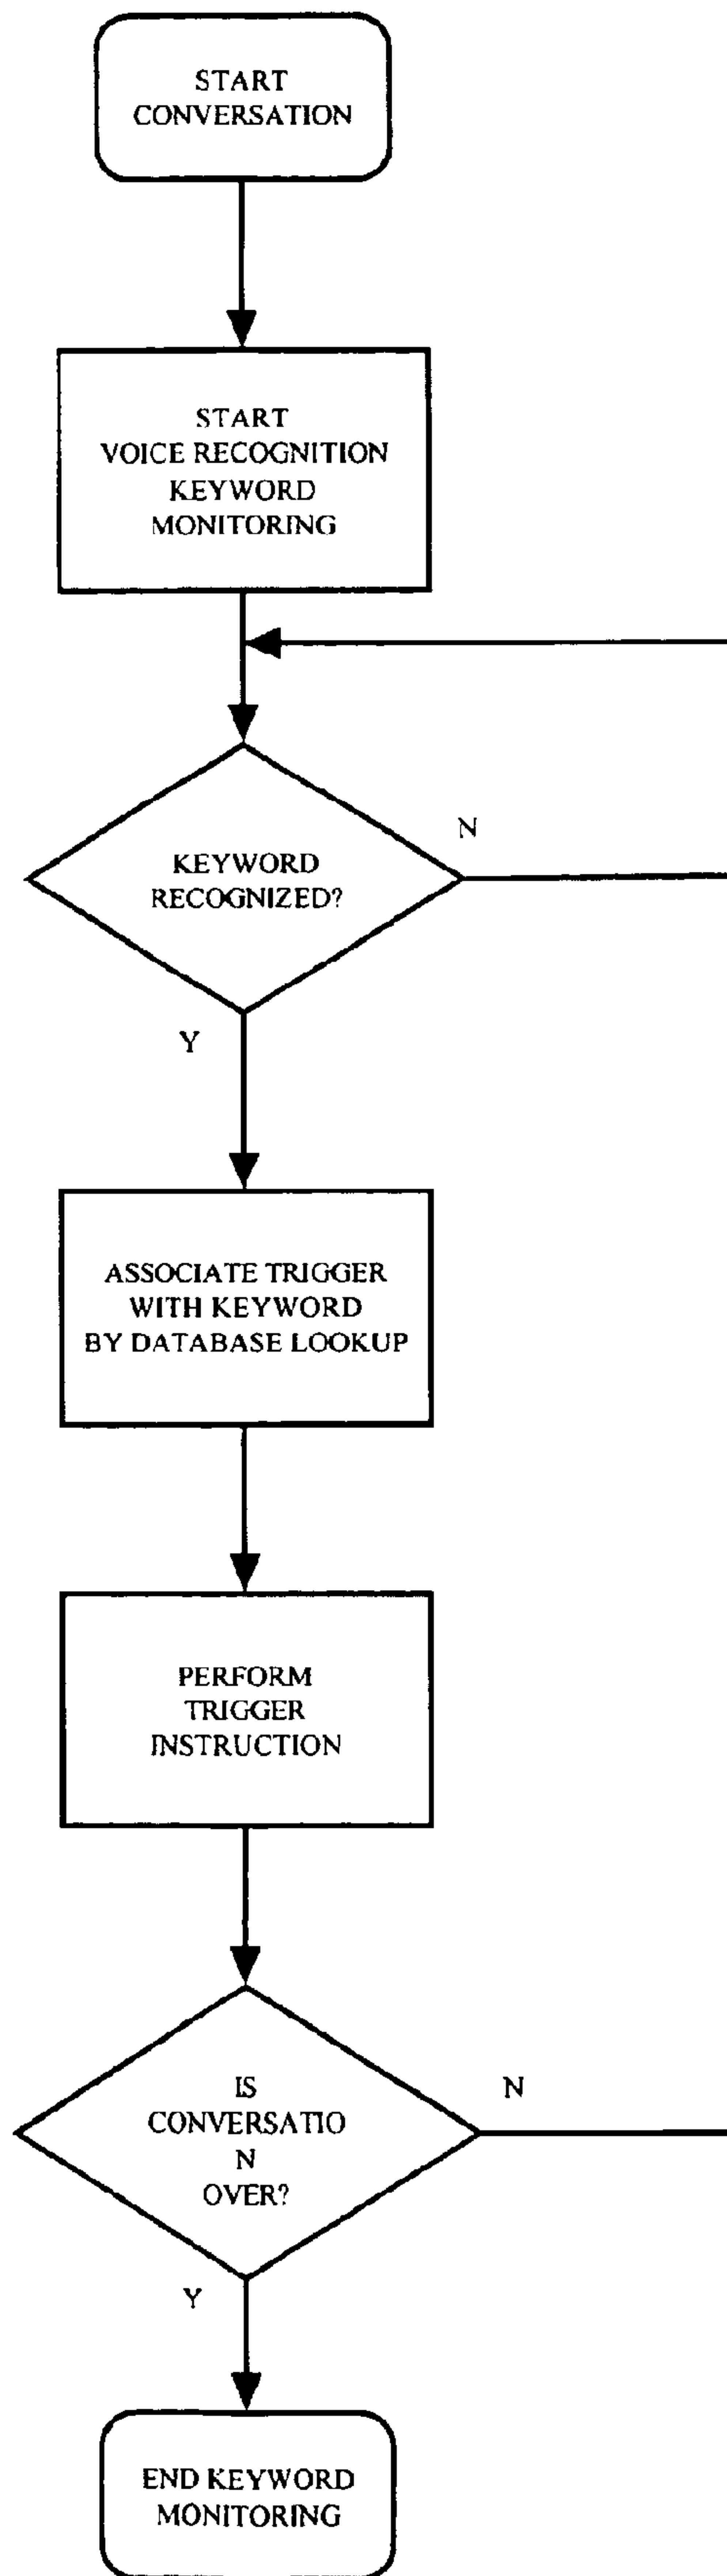 START
CONVERSATION
START
VOICE RECOGNITION
KEYWORD
MONITORING
KEYWORD
RECOGNIZED?
N
Y
ASSOCIATE TRIGGER
WITH KEYWORD
BY DATABASE LOOKUP
PERFORM
TRIGGER
INSTRUCTION
IS
CONVERSATIO
N
OVER?
N
Y
END KEYWORD
MONITORING